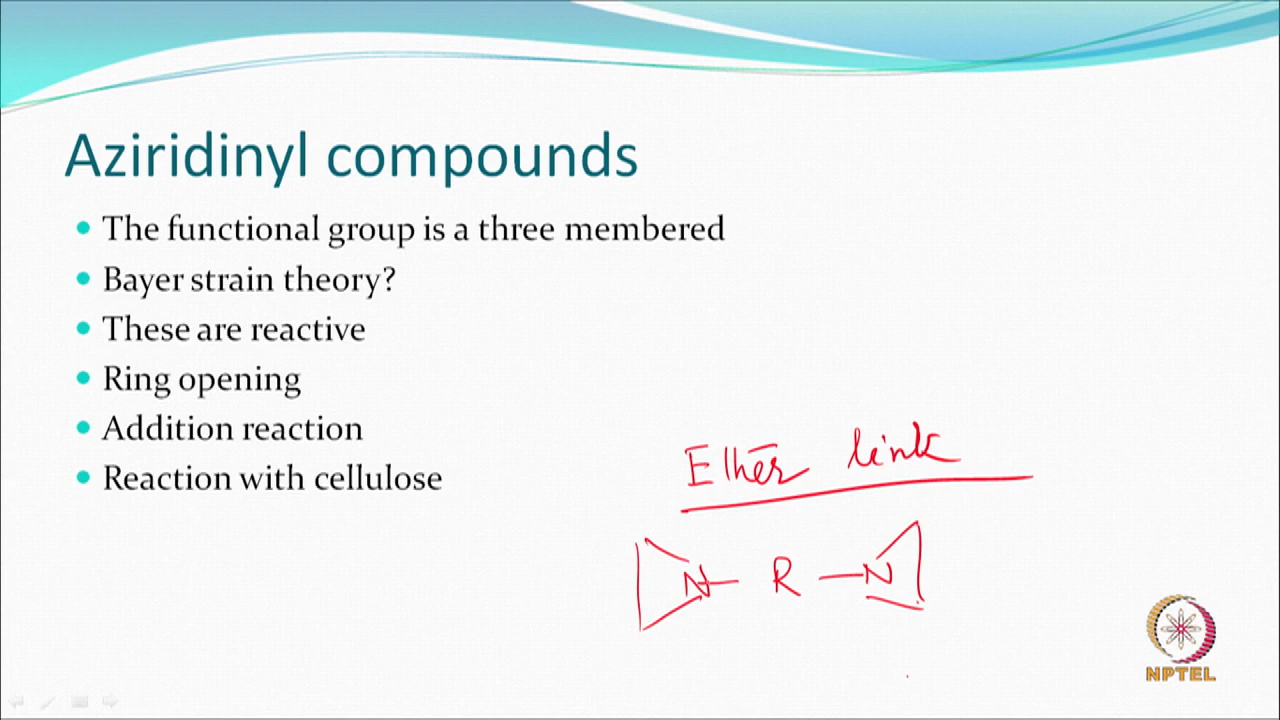 Aziridinyl compounds
The functional group is a three membered
Bayer strain theory?
These are reactive
Ring opening
Addition reaction
Reaction with cellulose
Ether link
N – R – N
NPTEL